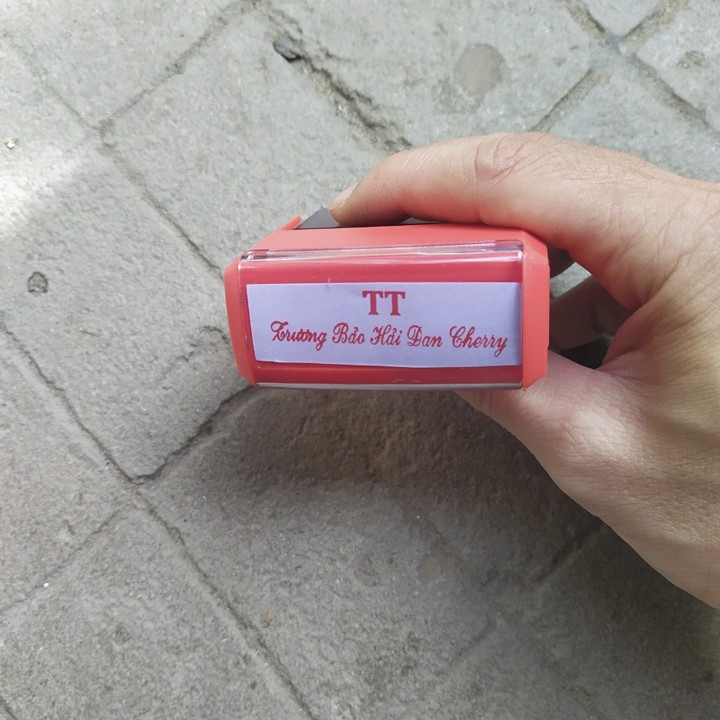 TT
Trương Bảo Hải Đan Cherry